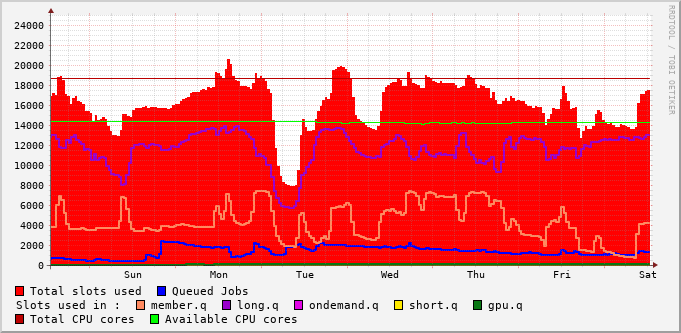 RRDTOOL / TOBI OETIKER
24000
22000
20000
18000
16000
14000
12000
10000
8000
6000
4000
2000
0
Sun Mon Tue Wed Thu Fri Sat
Total slots used Queued Jobs
Slots used in : member.q long.q ondemand.q short.q gpu.q
Total CPU cores Available CPU cores